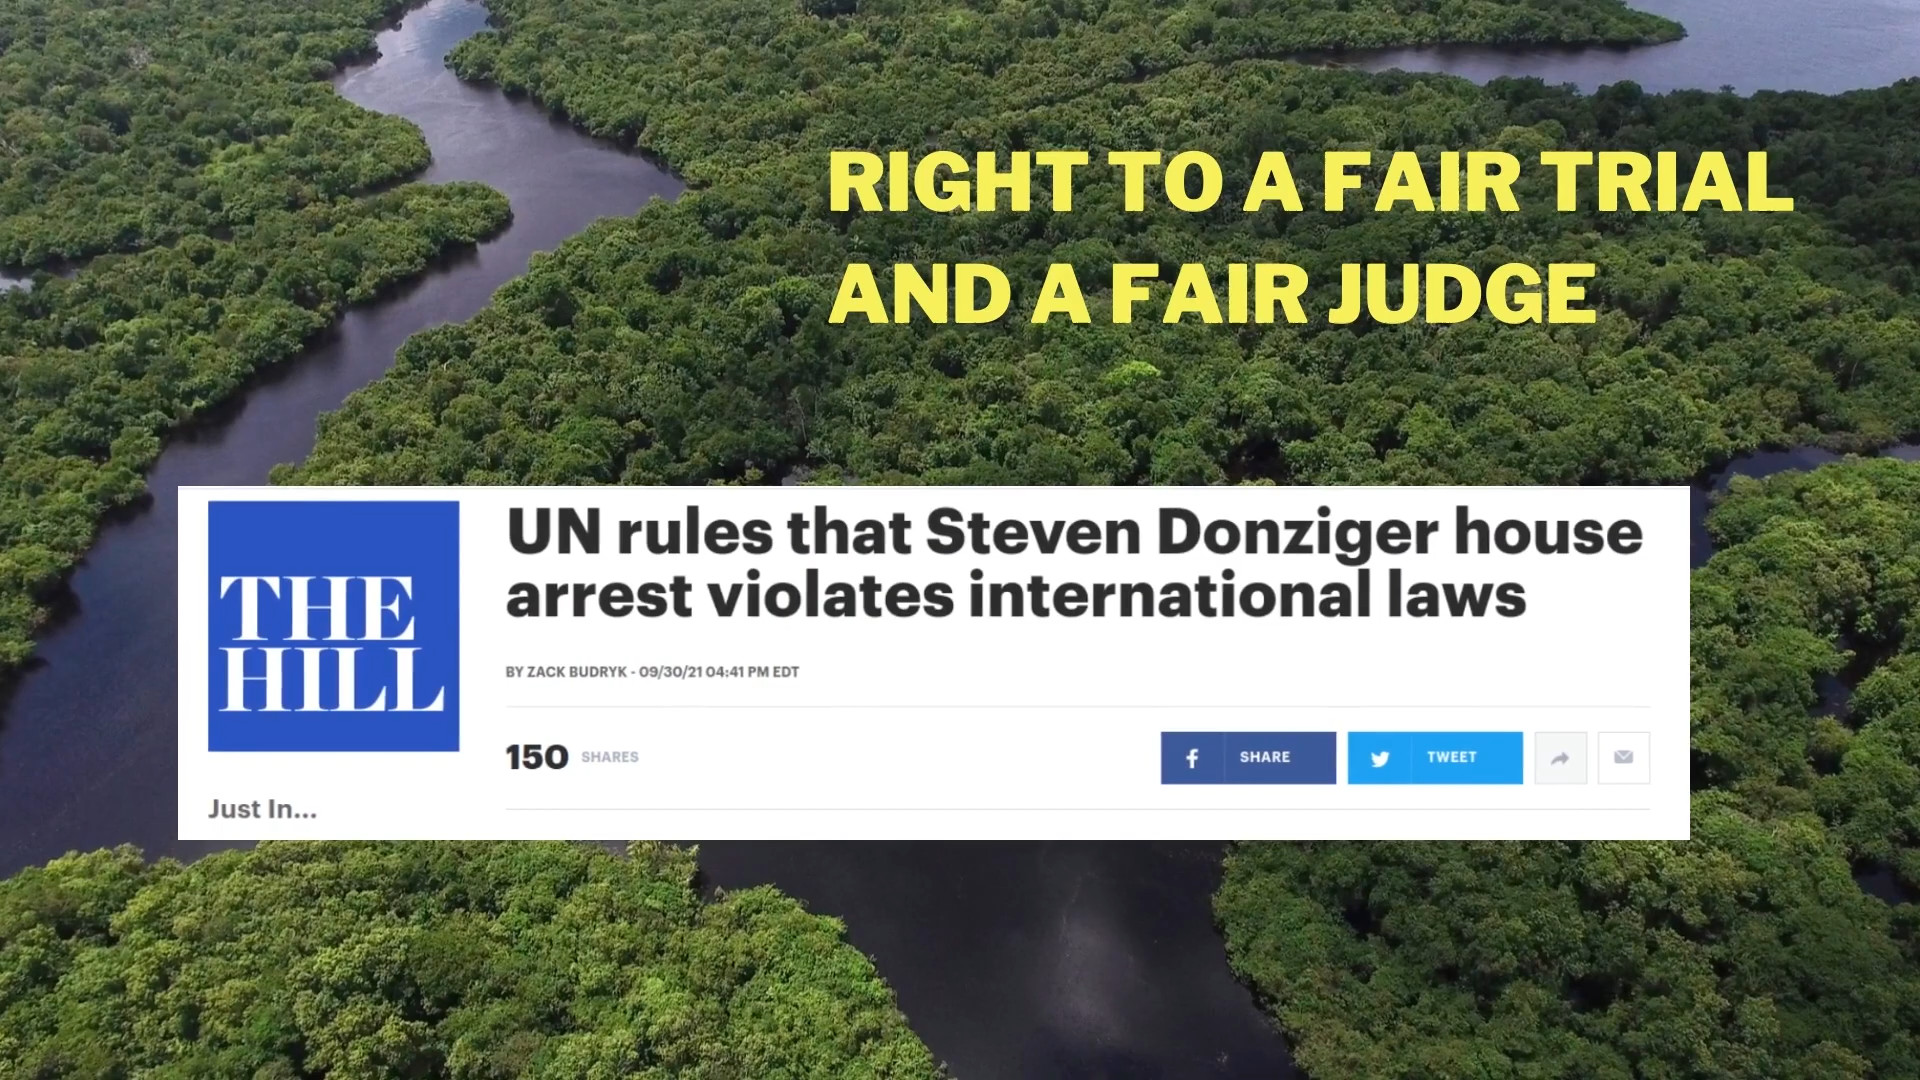 RIGHT TO A FAIR TRIAL
AND A FAIR JUDGE
THE
HILL
UN rules that Steven Donziger house
arrest violates international laws
BY ZACK BUDRYK - 09/30/21 04:41 PM EDT
150 SHARES
SHARE
TWEET
Just In...